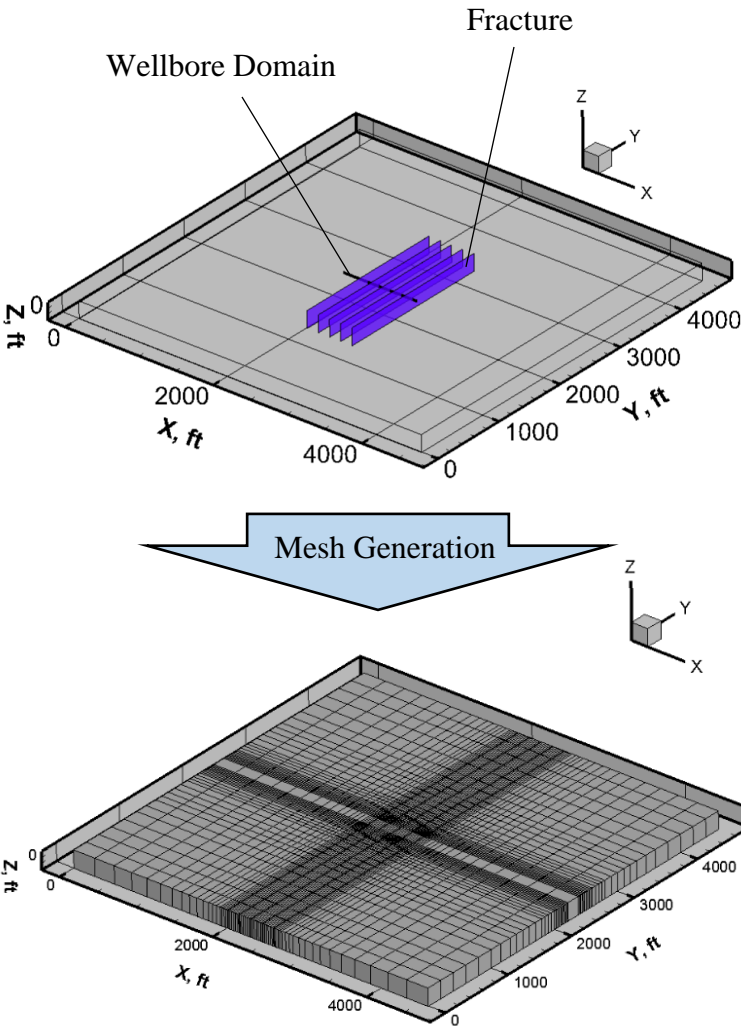 Fracture
Wellbore Domain
Z
Y
X
0
Z, ft
0
2000
X, ft
4000
0
1000
2000
Y, ft
3000
4000
Mesh Generation
Z
Y
X
0
Z, ft
0
2000
X, ft
4000
0
1000
2000
Y, ft
3000
4000